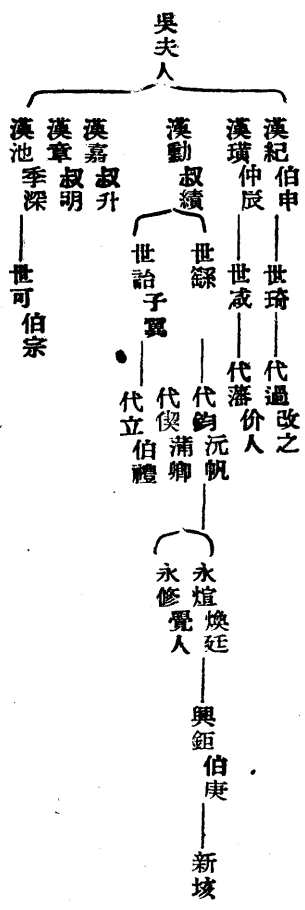 吳夫人
漢紀 伯申
漢璜 仲辰
漢勳 叔績
漢嘉 叔升
漢章 叔明
漢池 季深
世琦
世咸
世錄
世詒 子翼
世可 伯宗
代過 改之
代藩 价人
代鈞 沅帆
代偰 蒲卿
代立 伯禮
永煊 煥廷
永修 覺人
興鉅 伯庚
新垓